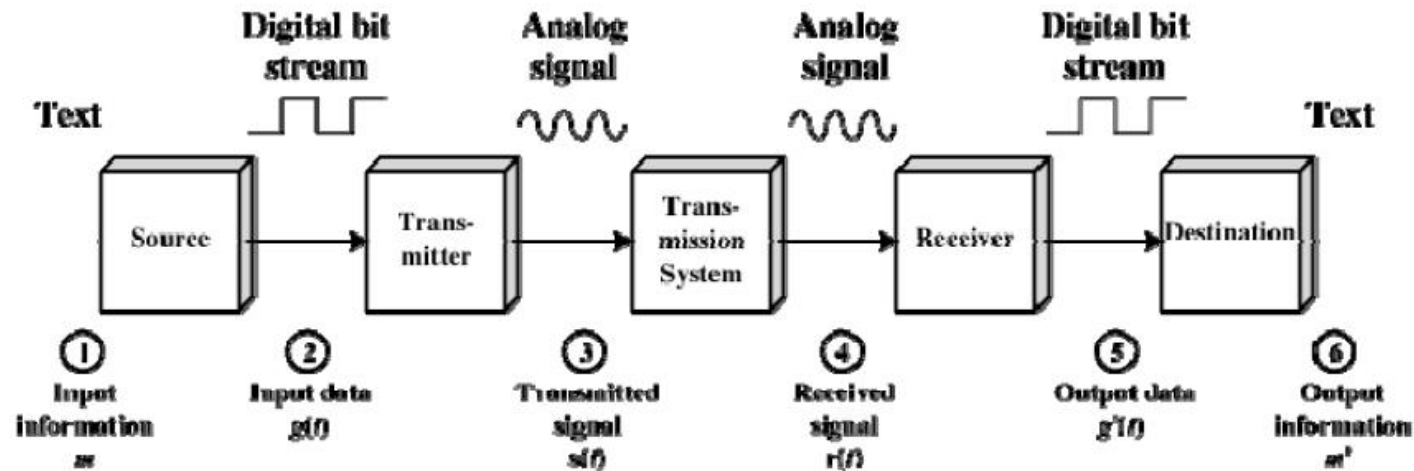 Text
Digital bit
stream
Analog
signal
Analog
signal
Digital bit
stream
Text
Source
Trans-
mitter
Trans-
mission
System
Receiver
Destination
1
Input
information
m
2
Input data
g(t)
3
Transmitted
signal
s(t)
4
Received
signal
r(t)
5
Output data
g'(t)
6
Output
information
m'